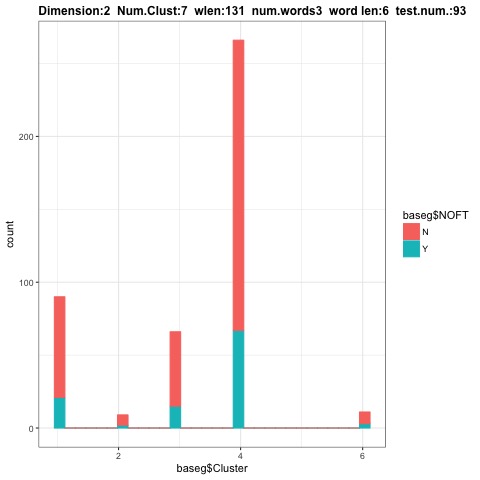 Dimension:2 Num.Clust:7 wlen:131 num.words3 word len:6 test.num.:93
200
100
0
count
2 4 6
baseg$Cluster
baseg$NOFT
N
Y